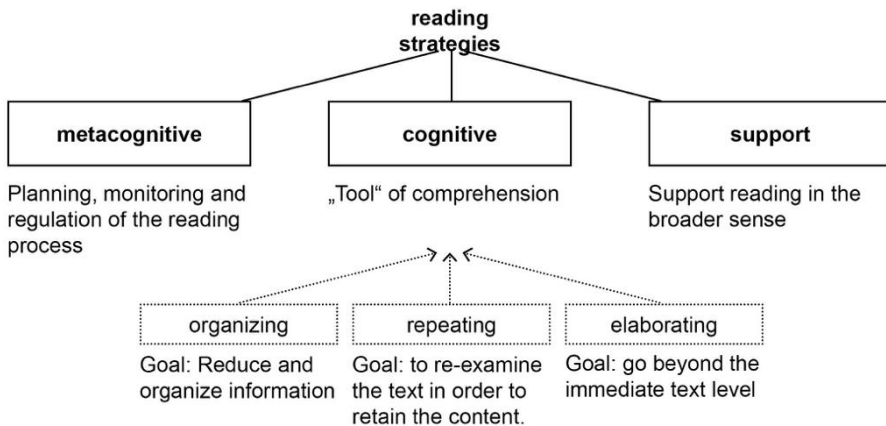 reading
strategies
metacognitive
cognitive
support
Planning, monitoring and
regulation of the reading
process
„Tool“ of comprehension
Support reading in the
broader sense
organizing
repeating
elaborating
Goal: Reduce and
organize information
Goal: to re-examine
the text in order to
retain the content.
Goal: go beyond the
immediate text level